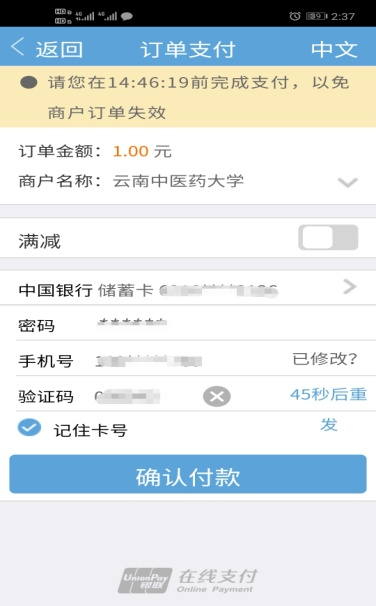 2:37
返回 订单支付 中文
请您在14:46:19前完成支付，以免
商户订单失效
订单金额：1.00 元
商户名称：云南中医药大学
满减
中国银行 储蓄卡
密码 ******
手机号 已修改?
验证码 45秒后重
发
记住卡号
确认付款
UnionPay 银联 在线支付
Online Payment